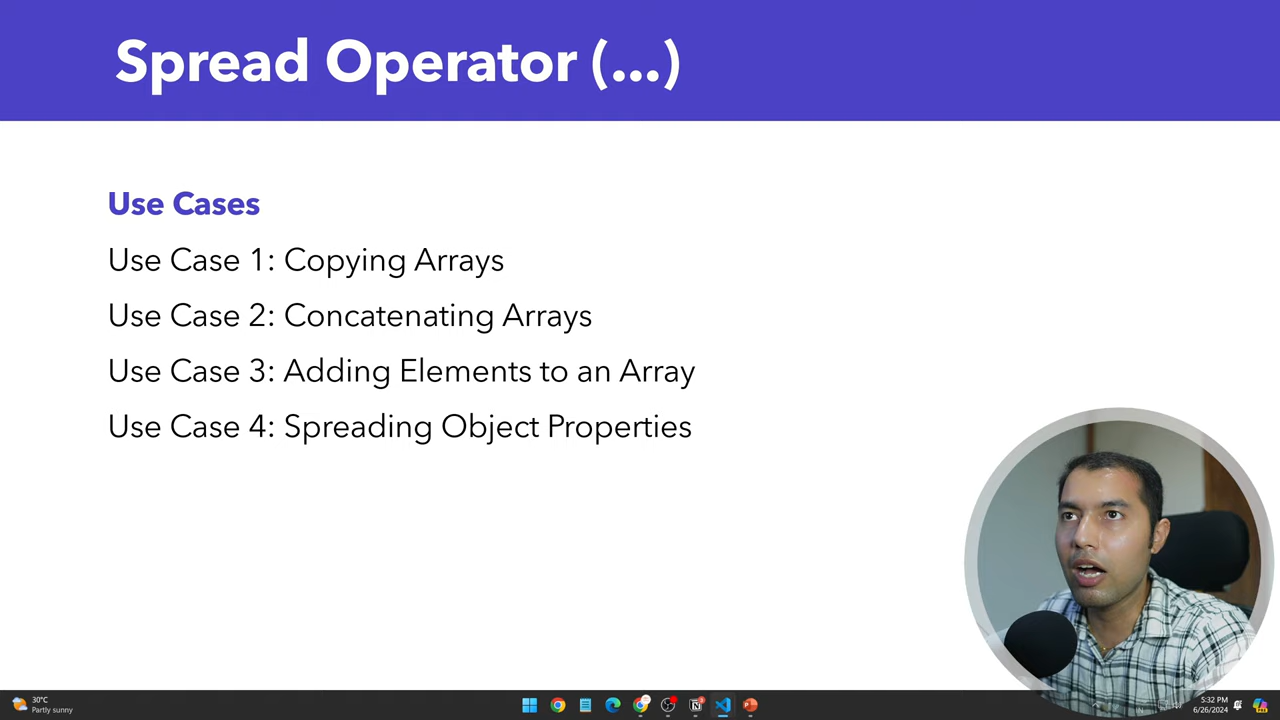 Spread Operator (...)
Use Cases
Use Case 1: Copying Arrays
Use Case 2: Concatenating Arrays
Use Case 3: Adding Elements to an Array
Use Case 4: Spreading Object Properties
30°C
Partly sunny
5:32 PM
6/26/2024